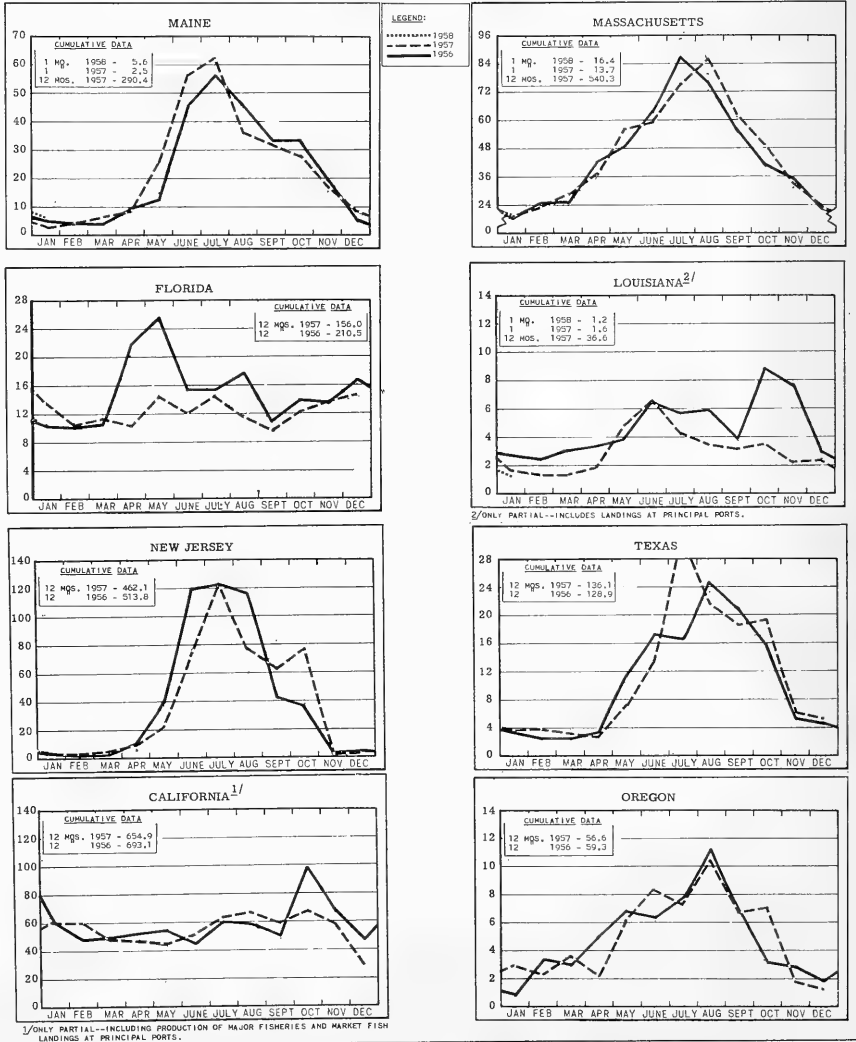 MAINE
CUMULATIVE DATA
1 MO. 1958 - 5.6
1 " 1957 - 2.5
12 MOS. 1957 - 290.4
70
60
50
40
30
20
10
0
JAN FEB MAR APR MAY JUNE JULY AUG SEPT OCT NOV DEC
LEGEND:
1958
1957
1956
MASSACHUSETTS
CUMULATIVE DATA
1 MO. 1958 - 16.4
1 " 1957 - 13.7
12 MOS. 1957 - 540.3
96
84
72
60
48
36
24
0
JAN FEB MAR APR MAY JUNE JULY AUG SEPT OCT NOV DEC
FLORIDA
CUMULATIVE DATA
12 MOS. 1957 - 156.0
12 " 1956 - 210.5
28
24
20
16
12
8
4
0
JAN FEB MAR APR MAY JUNE JULY AUG SEPT OCT NOV DEC
LOUISIANA 2/
CUMULATIVE DATA
1 MO. 1958 - 1.2
1 " 1957 - 1.6
12 MOS. 1957 - 36.6
14
12
10
8
6
4
2
0
JAN FEB MAR APR MAY JUNE JULY AUG SEPT OCT NOV DEC
2/ONLY PARTIAL--INCLUDES LANDINGS AT PRINCIPAL PORTS.
NEW JERSEY
CUMULATIVE DATA
12 MOS. 1957 - 462.1
12 " 1956 - 513.8
140
120
100
80
60
40
20
0
JAN FEB MAR APR MAY JUNE JULY AUG SEPT OCT NOV DEC
TEXAS
CUMULATIVE DATA
12 MOS. 1957 - 136.1
12 " 1956 - 128.9
28
24
20
16
12
8
4
0
JAN FEB MAR APR MAY JUNE JULY AUG SEPT OCT NOV DEC
CALIFORNIA 1/
CUMULATIVE DATA
12 MOS. 1957 - 654.9
12 " 1956 - 693.1
140
120
100
80
60
40
20
0
JAN FEB MAR APR MAY JUNE JULY AUG SEPT OCT NOV DEC
1/ONLY PARTIAL--INCLUDING PRODUCTION OF MAJOR FISHERIES AND MARKET FISH
LANDINGS AT PRINCIPAL PORTS.
OREGON
CUMULATIVE DATA
12 MOS. 1957 - 56.6
12 " 1956 - 59.3
14
12
10
8
6
4
2
0
JAN FEB MAR APR MAY JUNE JULY AUG SEPT OCT NOV DEC